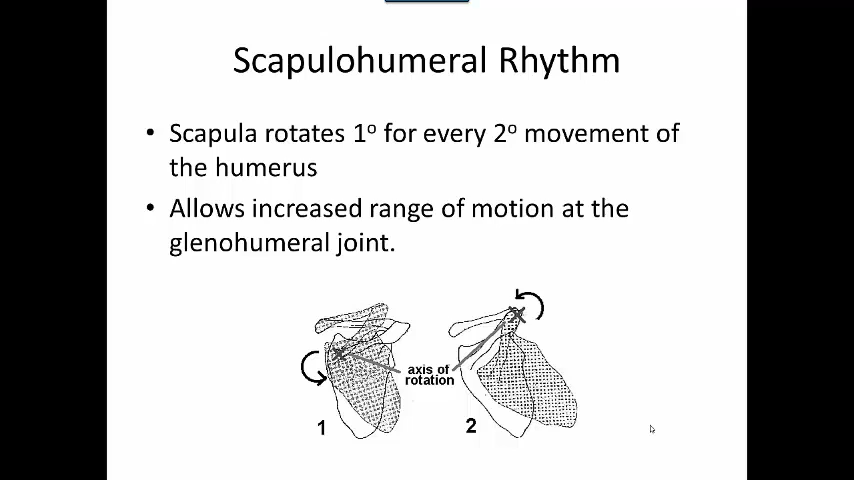 Scapulohumeral Rhythm
• Scapula rotates 1º for every 2º movement of
the humerus
• Allows increased range of motion at the
glenohumeral joint.
axis of
rotation
1
2